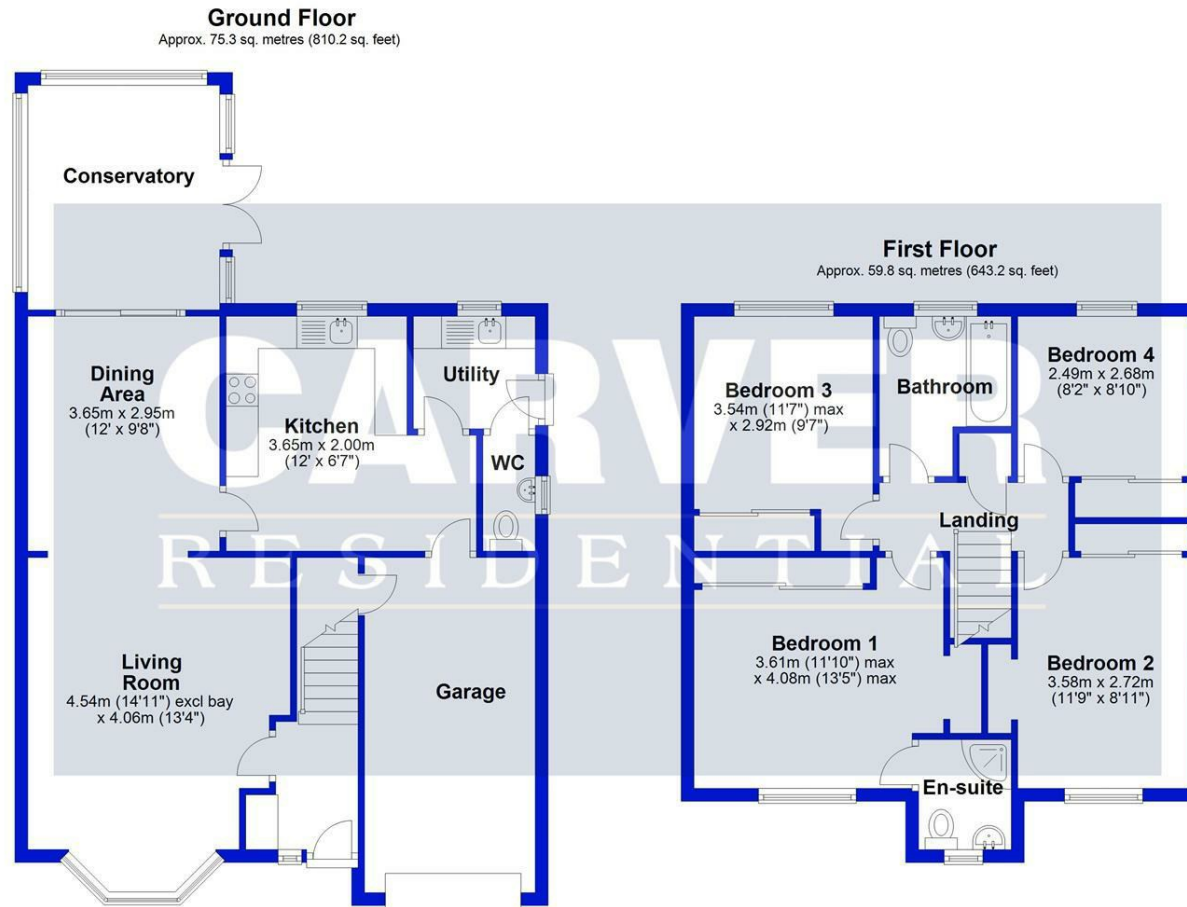 Ground Floor
Approx. 75.3 sq. metres (810.2 sq. feet)
Conservatory
First Floor
Approx. 59.8 sq. metres (643.2 sq. feet)
CARVER
RESIDENTIAL
Dining
Area
3.65m x 2.95m
(12' x 9'8")
Kitchen
3.65m x 2.00m
(12' x 6'7")
Utility
WC
Living
Room
4.54m (14'11") excl bay
x 4.06m (13'4")
Garage
Bedroom 3
3.54m (11'7") max
x 2.92m (9'7")
Bathroom
Bedroom 4
2.49m x 2.68m
(8'2" x 8'10")
Landing
Bedroom 1
3.61m (11'10") max
x 4.08m (13'5") max
Bedroom 2
3.58m x 2.72m
(11'9" x 8'11")
En-suite